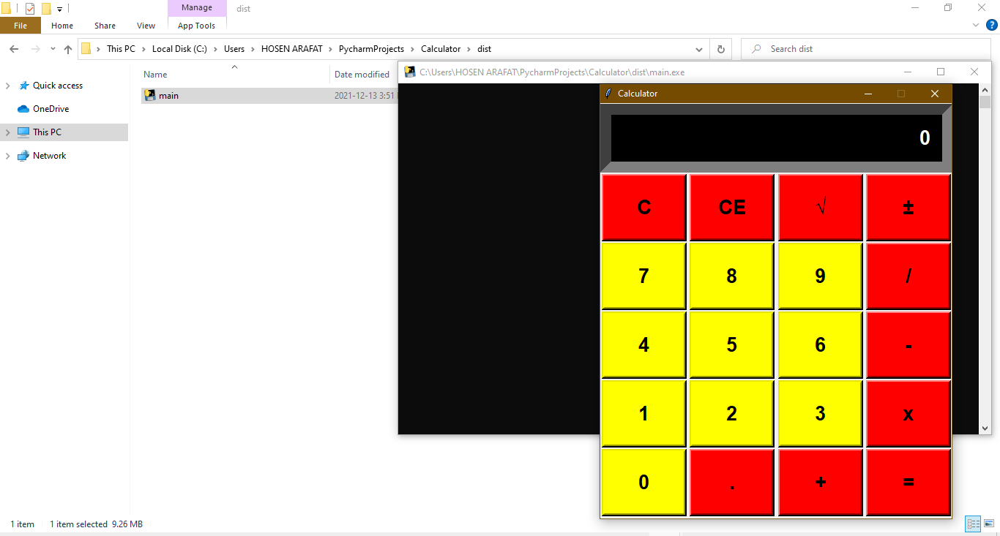 Manage dist
File Home Share View App Tools
This PC Local Disk (C:) Users HOSEN ARAFAT PycharmProjects Calculator dist
Search dist
Quick access
OneDrive
This PC
Network
Name Date modified
main 2021-12-13 3:51
C:\Users\HOSEN ARAFAT\PycharmProjects\Calculator\dist\main.exe
Calculator
0
C CE √ ±
7 8 9 /
4 5 6 -
1 2 3 x
0 . + =
1 item 1 item selected 9.26 MB